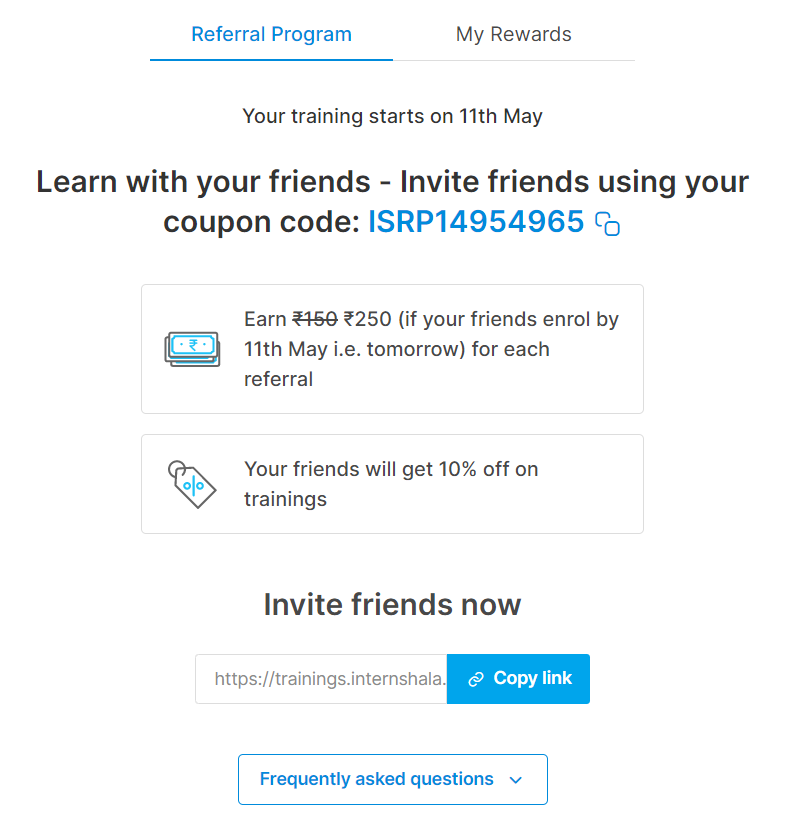 Referral Program
My Rewards
Your training starts on 11th May
Learn with your friends - Invite friends using your
coupon code: ISRP14954965
Earn ₹150 ₹250 (if your friends enrol by
11th May i.e. tomorrow) for each
referral
Your friends will get 10% off on
trainings
Invite friends now
https://trainings.internshala.
Copy link
Frequently asked questions